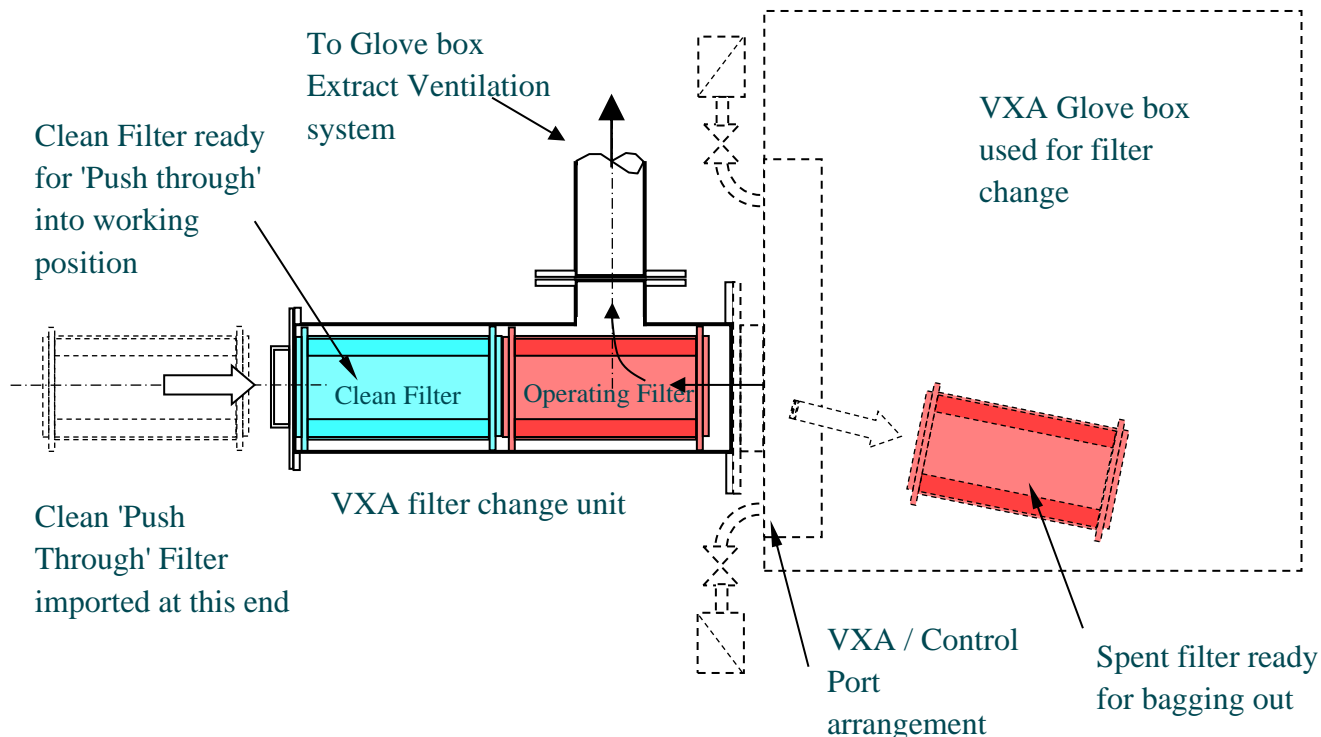 To Glove box
Extract Ventilation
system
Clean Filter ready
for 'Push through'
into working
position
VXA Glove box
used for filter
change
Clean Filter
Operating Filter
VXA filter change unit
Clean 'Push
Through' Filter
imported at this end
VXA / Control
Port
arrangement
Spent filter ready
for bagging out